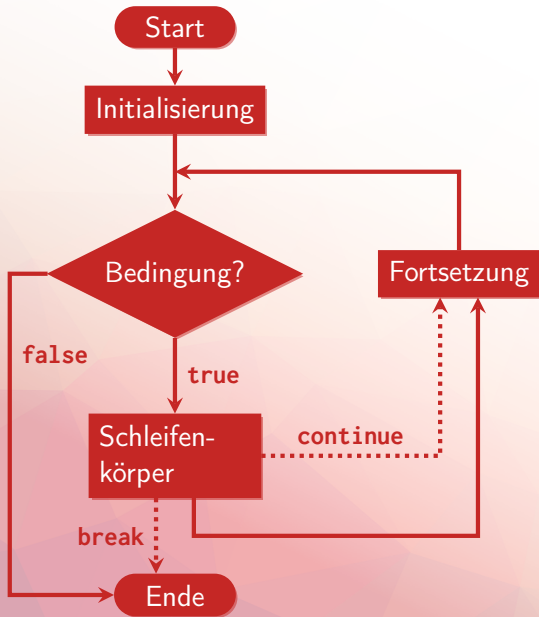 Start
Initialisierung
Bedingung?
Fortsetzung
false
true
Schleifen-
körper
continue
break
Ende